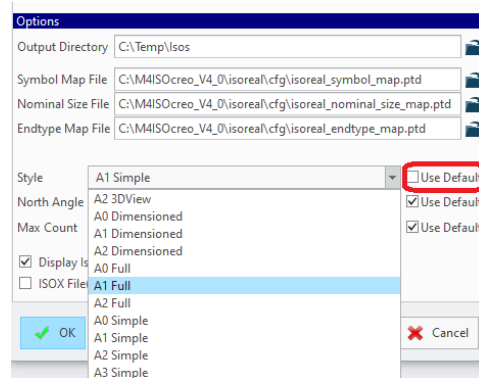 Options
Output Directory C:\Temp\Isos
Symbol Map File C:\M4ISOcreo_V4_0\isoreal\cfg\isoreal_symbol_map.ptd
Nominal Size File C:\M4ISOcreo_V4_0\isoreal\cfg\isoreal_nominal_size_map.ptd
Endtype Map File C:\M4ISOcreo_V4_0\isoreal\cfg\isoreal_endtype_map.ptd
Style A1 Simple Use Defaul
North Angle A2 3DView Use Defaul
A0 Dimensioned
Max Count A1 Dimensioned Use Defaul
A2 Dimensioned
Display Is A0 Full
ISOX File A1 Full
A2 Full
A0 Simple
OK A1 Simple Cancel
A2 Simple
A3 Simple